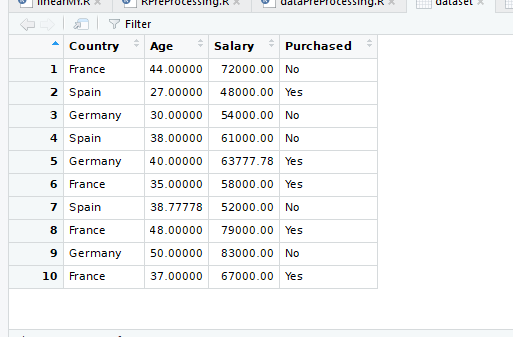 linearMY.R × RPreProcessing.R × dataPreProcessing.R × dataset ×
Filter
Country Age Salary Purchased
1 France 44.00000 72000.00 No
2 Spain 27.00000 48000.00 Yes
3 Germany 30.00000 54000.00 No
4 Spain 38.00000 61000.00 No
5 Germany 40.00000 63777.78 Yes
6 France 35.00000 58000.00 Yes
7 Spain 38.77778 52000.00 No
8 France 48.00000 79000.00 Yes
9 Germany 50.00000 83000.00 No
10 France 37.00000 67000.00 Yes